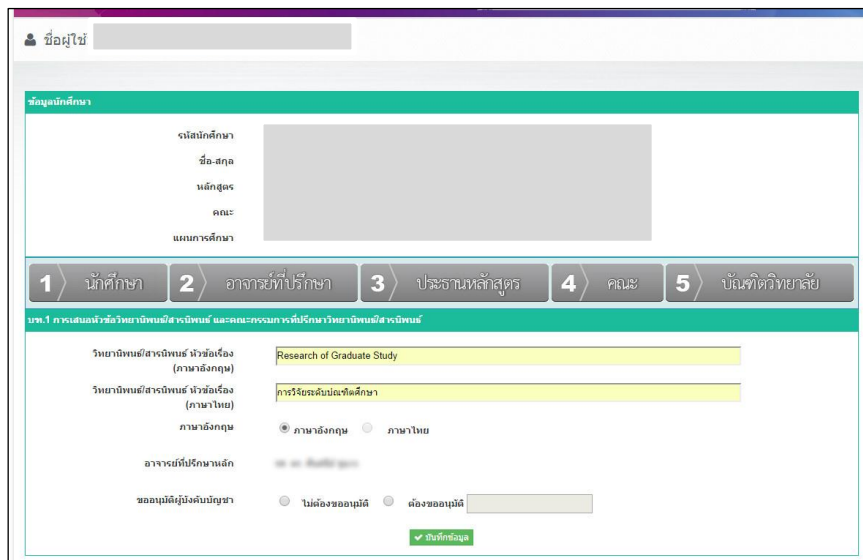 ชื่อผู้ใช้
ข้อมูลนักศึกษา
รหัสนักศึกษา
ชื่อ-สกุล
หลักสูตร
คณะ
แผนการศึกษา
1 นักศึกษา 2 อาจารย์ที่ปรึกษา 3 ประธานหลักสูตร 4 คณะ 5 บัณฑิตวิทยาลัย
บท.1 การเสนอหัวข้อวิทยานิพนธ์/สารนิพนธ์ และคณะกรรมการที่ปรึกษาวิทยานิพนธ์/สารนิพนธ์
วิทยานิพนธ์/สารนิพนธ์ หัวข้อเรื่อง
(ภาษาอังกฤษ)
Research of Graduate Study
วิทยานิพนธ์/สารนิพนธ์ หัวข้อเรื่อง
(ภาษาไทย)
การวิจัยระดับบัณฑิตศึกษา
ภาษาอังกฤษ ภาษาอังกฤษ ภาษาไทย
อาจารย์ที่ปรึกษาหลัก
ขออนุมัติผู้บังคับบัญชา ไม่ต้องขออนุมัติ ต้องขออนุมัติ
บันทึกข้อมูล